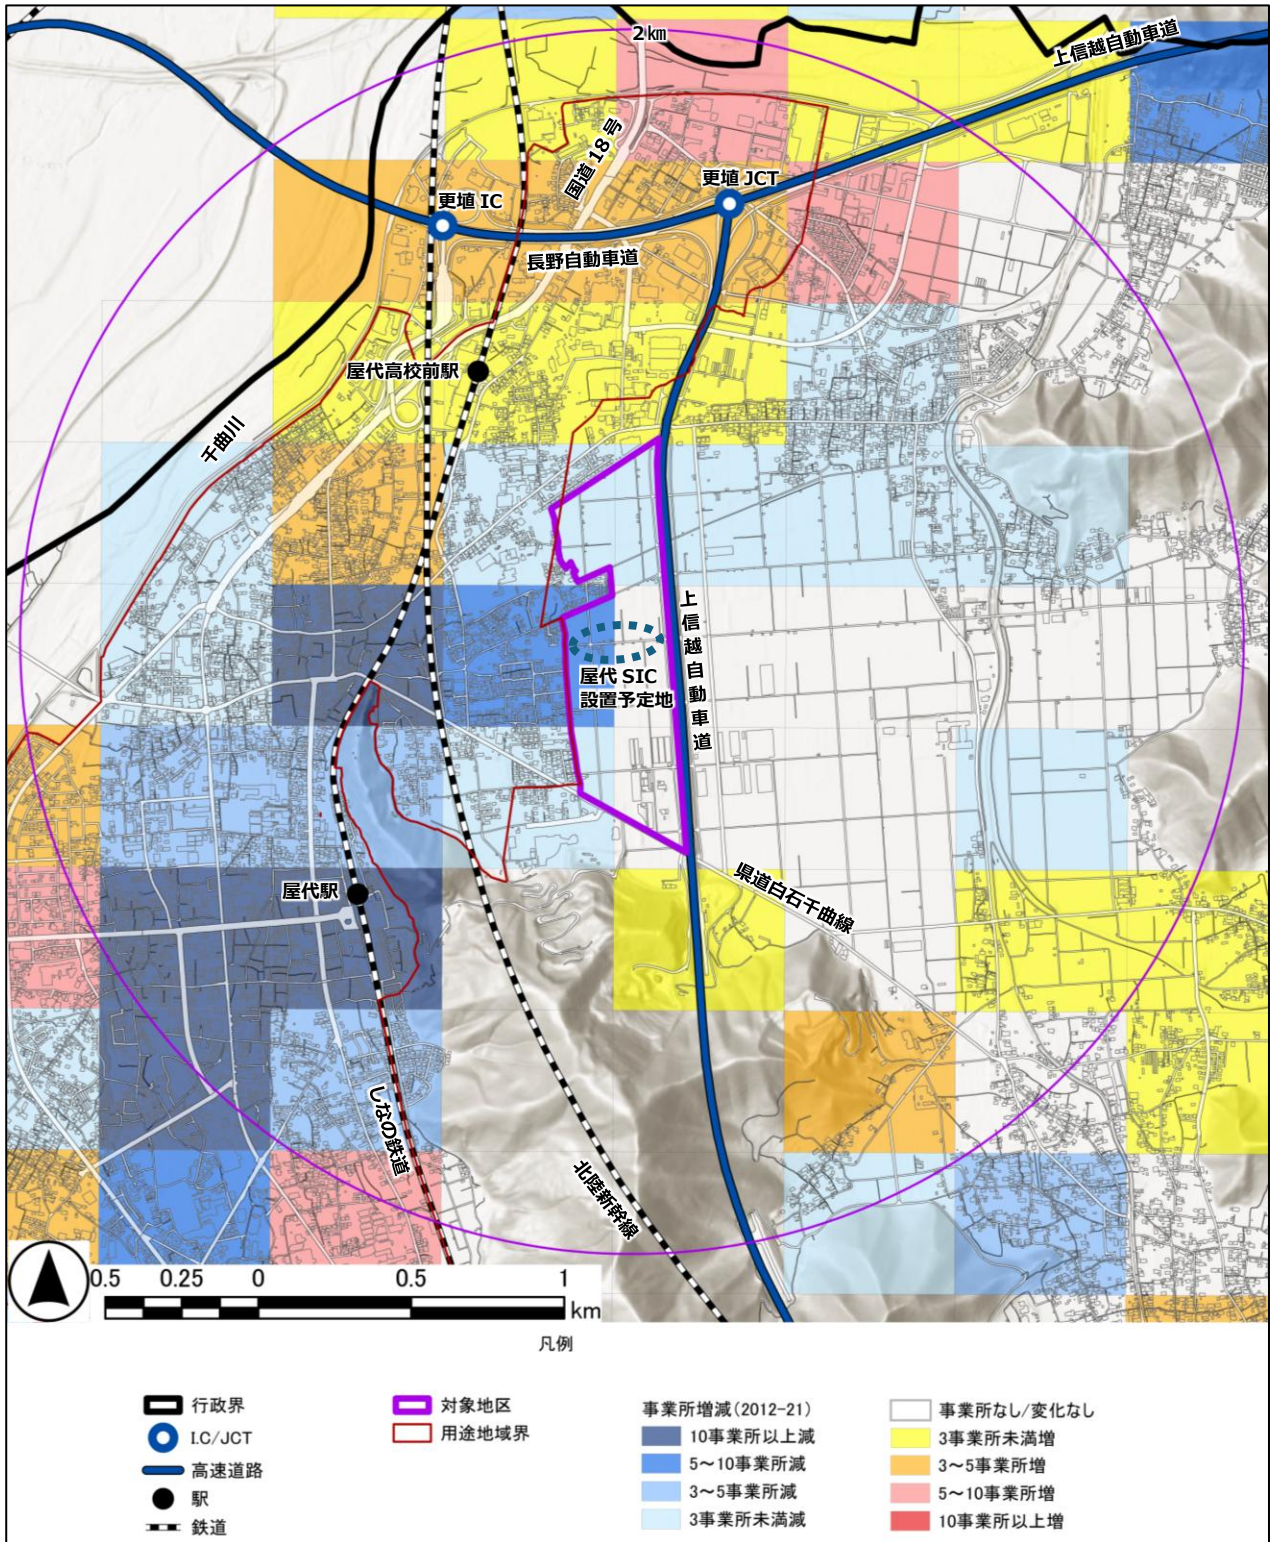 2km
上信越自動車道
国道 18 号
更埴 JCT
更埴 IC
長野自動車道
屋代高校前駅
千曲川
上信越自動車道
屋代 SIC
設置予定地
県道白石千曲線
屋代駅
しなの鉄道
北陸新幹線
0.5 0.25 0 0.5 1
km
凡例
行政界
I.C/JCT
高速道路
駅
鉄道
対象地区
用途地域界
事業所増減(2012-21)
10事業所以上減
5～10事業所減
3～5事業所減
3事業所未満減
事業所なし/変化なし
3事業所未満増
3～5事業所増
5～10事業所増
10事業所以上増